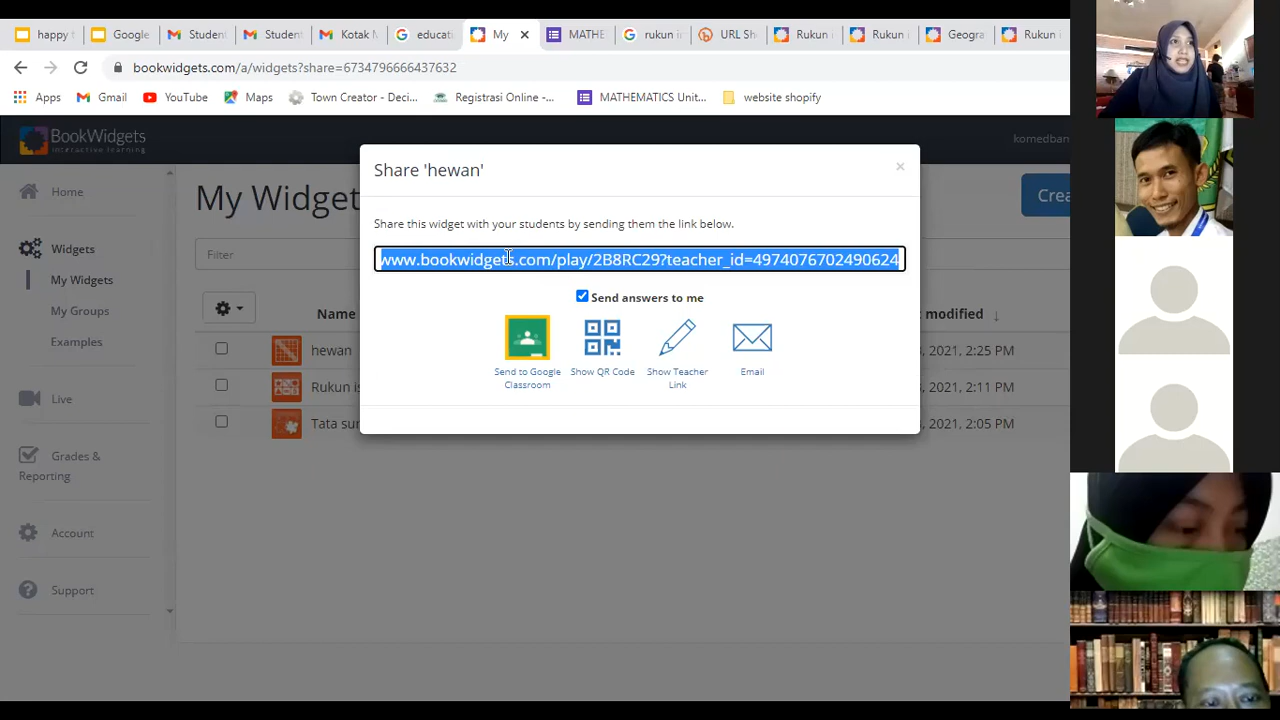 happy t
Google
Student
Studen
Kotak M
educati
My
MATHE
rukun i
URL Sh
Rukun i
Rukun
Geogra
Rukun i
bookwidgets.com/a/widgets?share=6734796666437632
Apps
Gmail
YouTube
Maps
Town Creator - Deci...
Registrasi Online -...
MATHEMATICS Unit...
website shopify
BookWidgets
interactive learning
komedban
Home
Widgets
My Widgets
My Groups
Examples
Live
Grades &
Reporting
Account
Support
My Widget
Crea
Filter
Name
t modified
hewan
, 2021, 2:25 PM
Rukun is
, 2021, 2:11 PM
Tata sur
, 2021, 2:05 PM
Share 'hewan'
×
Share this widget with your students by sending them the link below.
www.bookwidgets.com/play/2B8RC29?teacher_id=4974076702490624
Send answers to me
Send to Google
Classroom
Show QR Code
Show Teacher
Link
Email